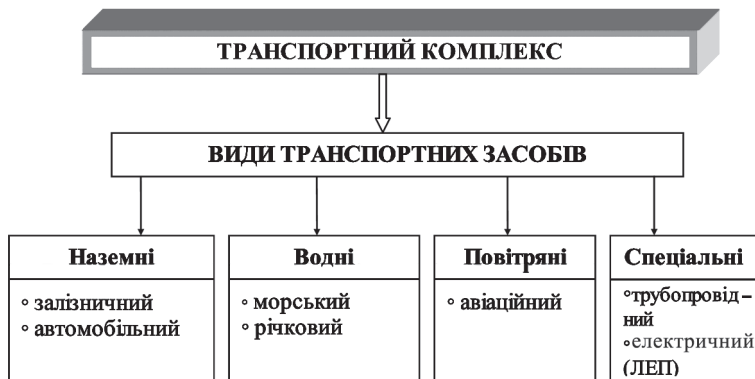 ТРАНСПОРТНИЙ КОМПЛЕКС
ВИДИ ТРАНСПОРТНИХ ЗАСОБІВ
Наземні
◦ залізничний
◦ автомобільний
Водні
◦ морський
◦ річковий
Повітряні
◦ авіаційний
Спеціальні
◦трубопровід–
ний
◦електричний
(ЛЕП)